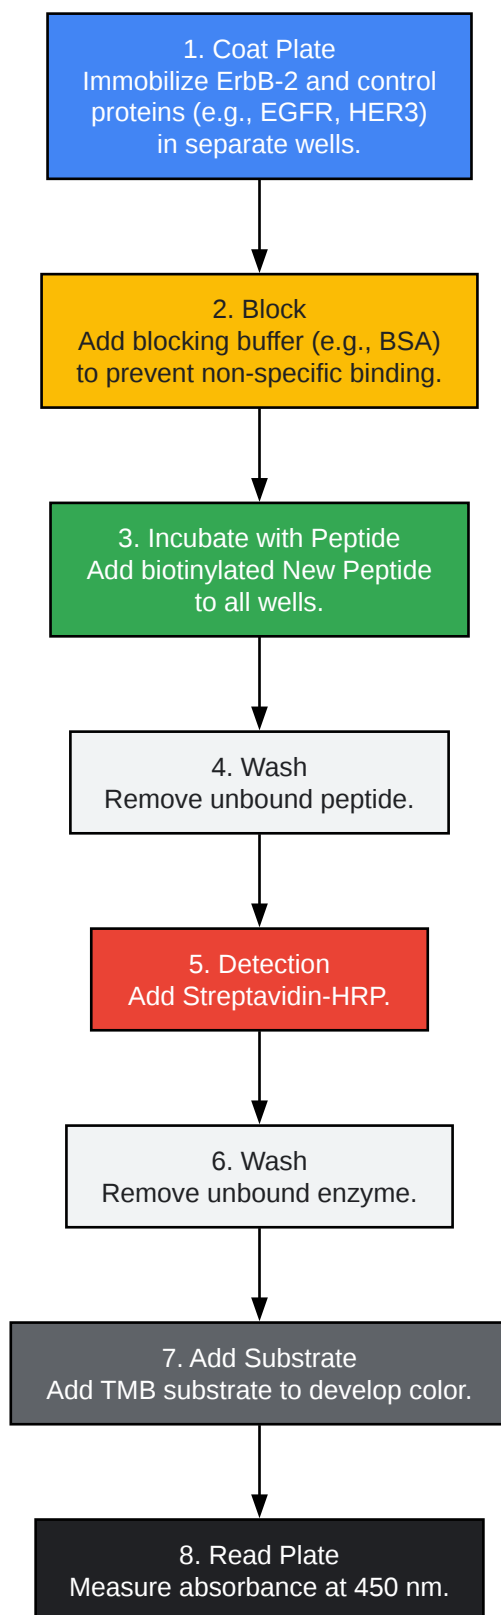 1. Coat Plate
Immobilize ErbB-2 and control
proteins (e.g., EGFR, HER3)
in separate wells.
2. Block
Add blocking buffer (e.g., BSA)
to prevent non-specific binding.
3. Incubate with Peptide
Add biotinylated New Peptide
to all wells.
4. Wash
Remove unbound peptide.
5. Detection
Add Streptavidin-HRP.
6. Wash
Remove unbound enzyme.
7. Add Substrate
Add TMB substrate to develop color.
8. Read Plate
Measure absorbance at 450 nm.